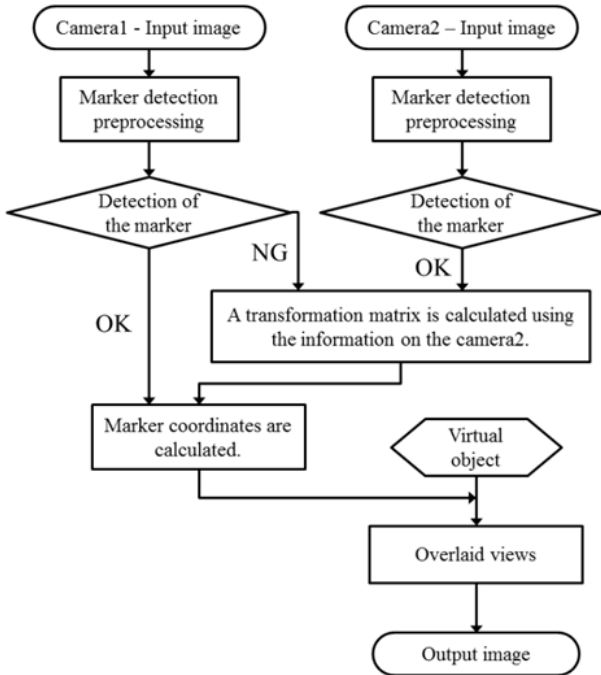 Camera1 - Input image
Camera2 – Input image
Marker detection
preprocessing
Marker detection
preprocessing
Detection of
the marker
Detection of
the marker
NG
OK
OK
A transformation matrix is calculated using
the information on the camera2.
Marker coordinates are
calculated.
Virtual
object
Overlaid views
Output image